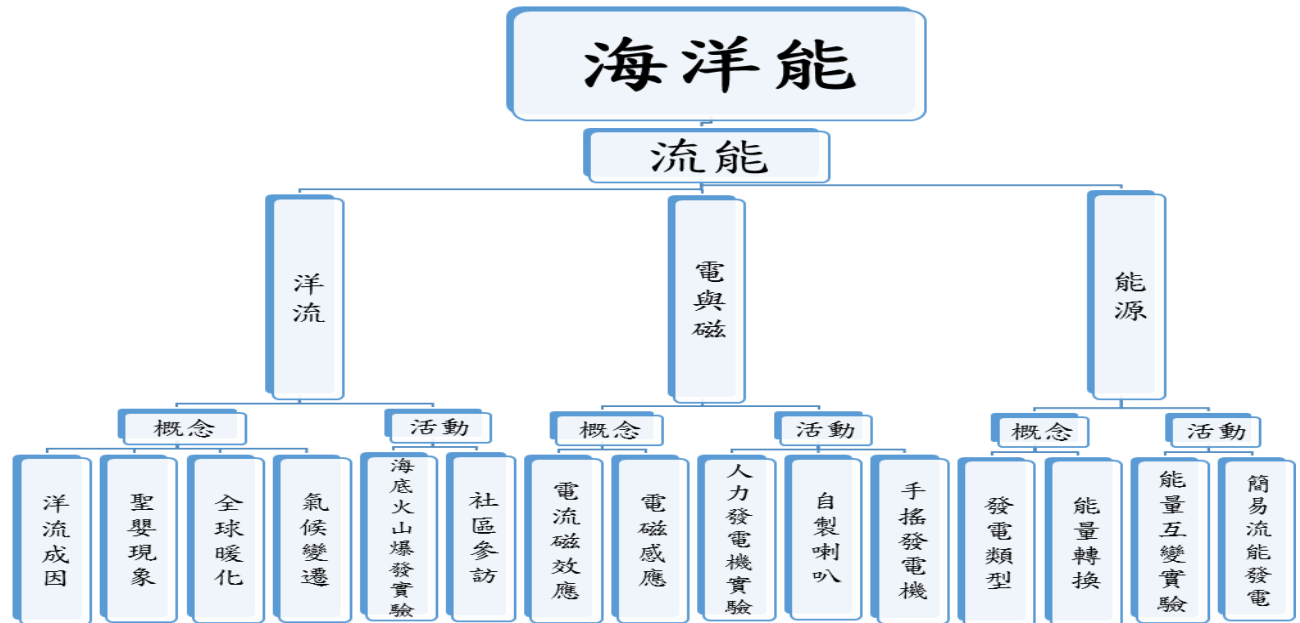 海洋能
流能
洋流
電與磁
能源
概念
活動
概念
活動
概念
活動
洋流成因
聖嬰現象
全球暖化
氣候變遷
海底火山爆發實驗
社區參訪
電流磁效應
電磁感應
人力發電機實驗
自製喇叭
手搖發電機
發電類型
能量轉換
能量互變實驗
簡易流能發電